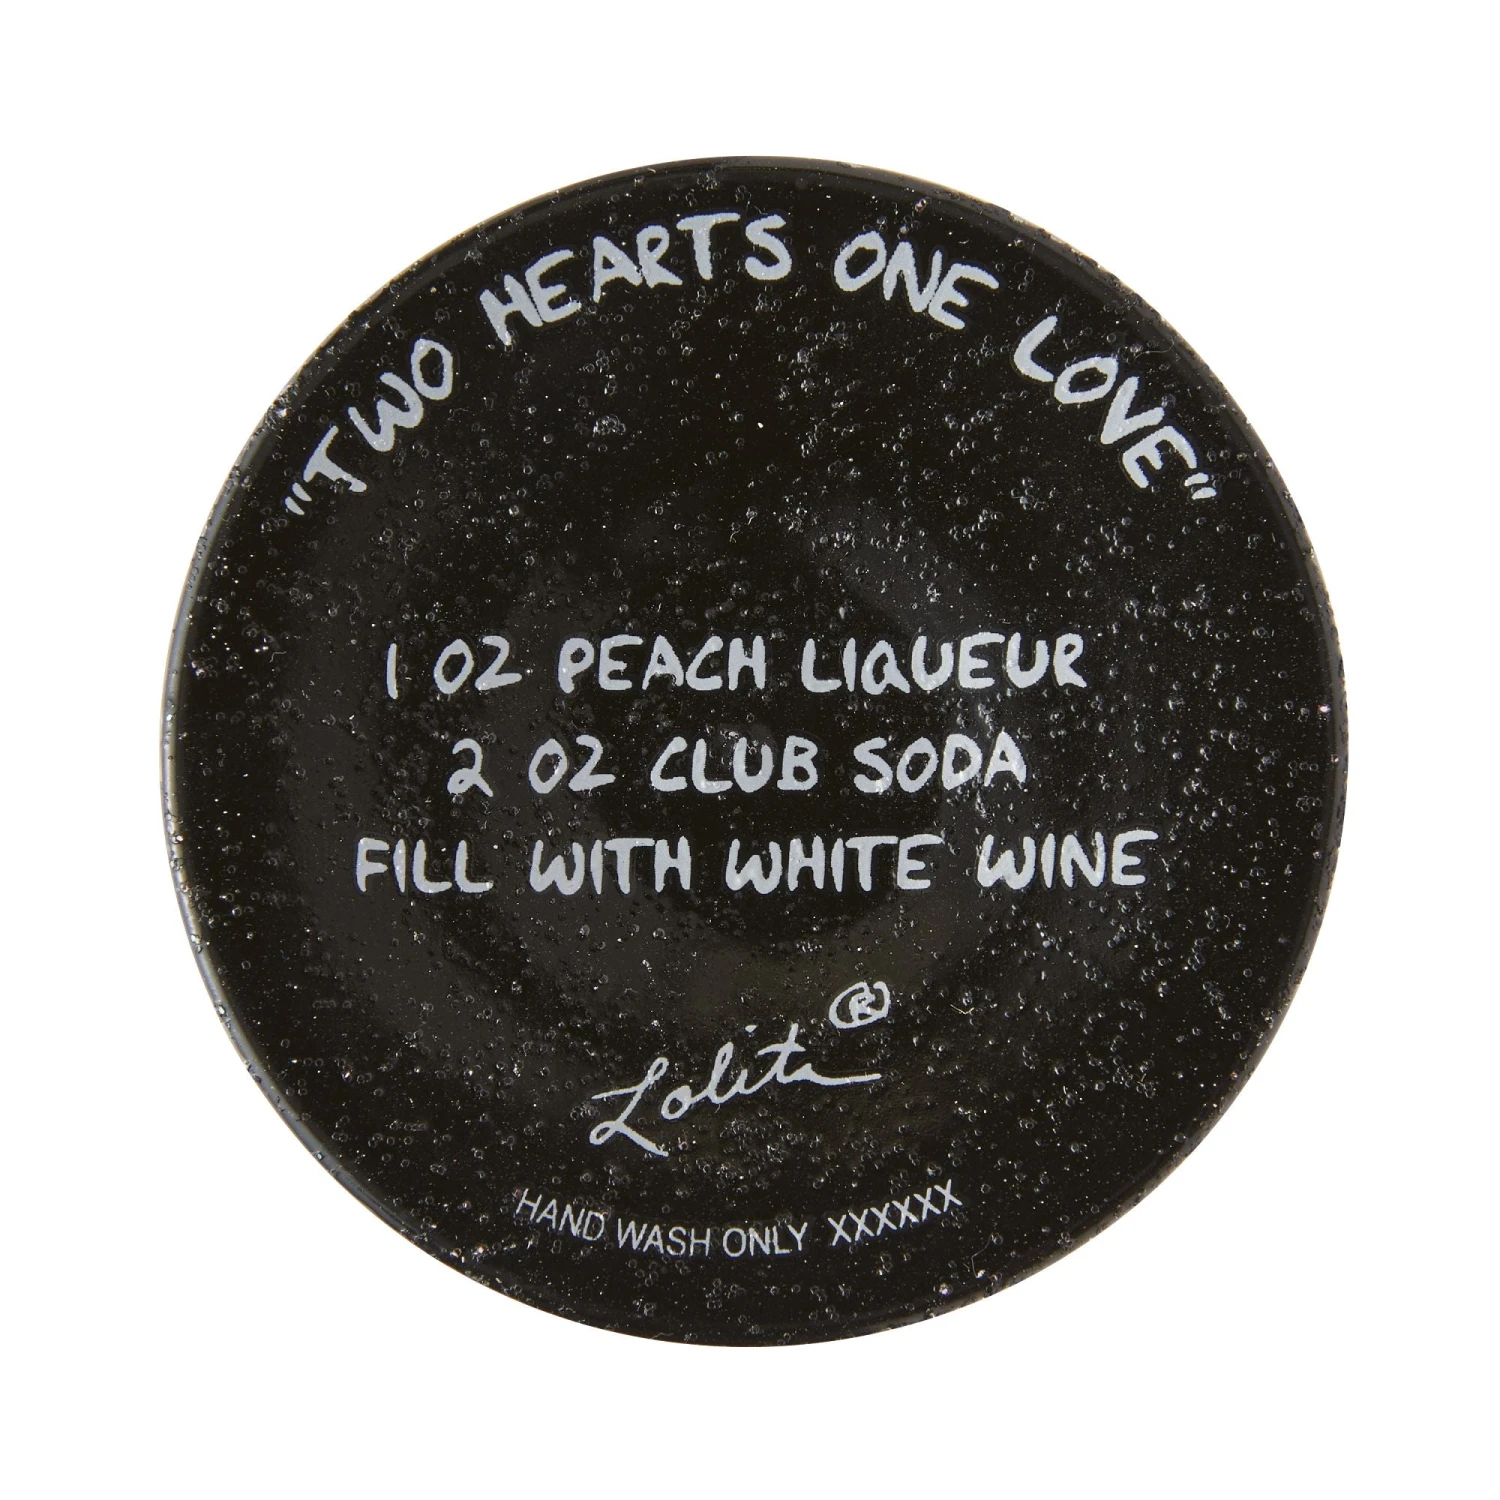 "TWO HEARTS ONE LOVE"
1 OZ PEACH LIQUEUR
2 OZ CLUB SODA
FILL WITH WHITE WINE
Lolita®
HAND WASH ONLY XXXXXX